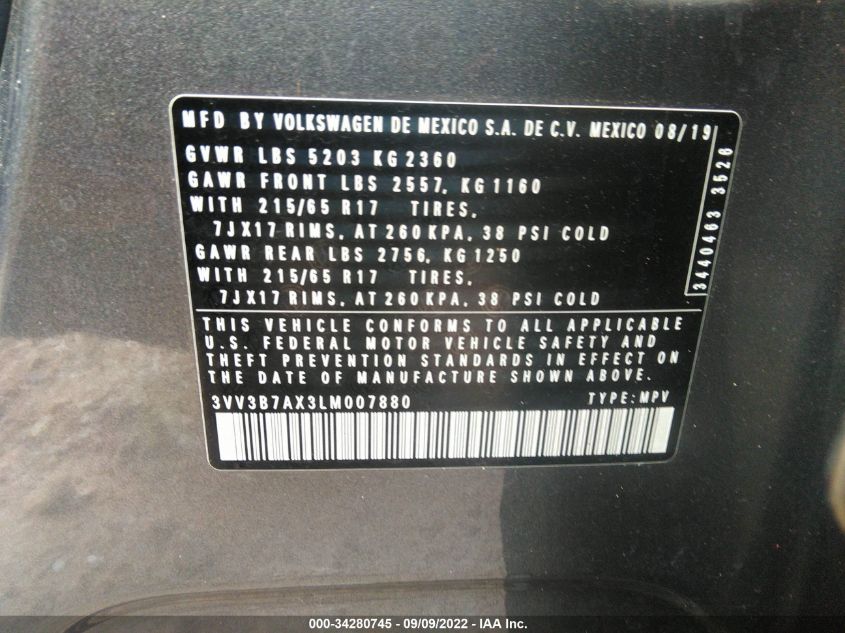 MFD BY VOLKSWAGEN DE MEXICO S.A. DE C.V. MEXICO 08/19
GVWR LBS 5203 KG 2360
GAWR FRONT LBS 2557, KG 1160
WITH 215/65 R17 TIRES,
7JX17 RIMS, AT 260 KPA, 38 PSI COLD
GAWR REAR LBS 2756, KG 1250
WITH 215/65 R17 TIRES,
7JX17 RIMS, AT 260 KPA, 38 PSI COLD
3440463 3526
THIS VEHICLE CONFORMS TO ALL APPLICABLE
U.S. FEDERAL MOTOR VEHICLE SAFETY AND
THEFT PREVENTION STANDARDS IN EFFECT ON
THE DATE OF MANUFACTURE SHOWN ABOVE.
3VV3B7AX3LM007880 TYPE: MPV
000-34280745 - 09/09/2022 - IAA Inc.